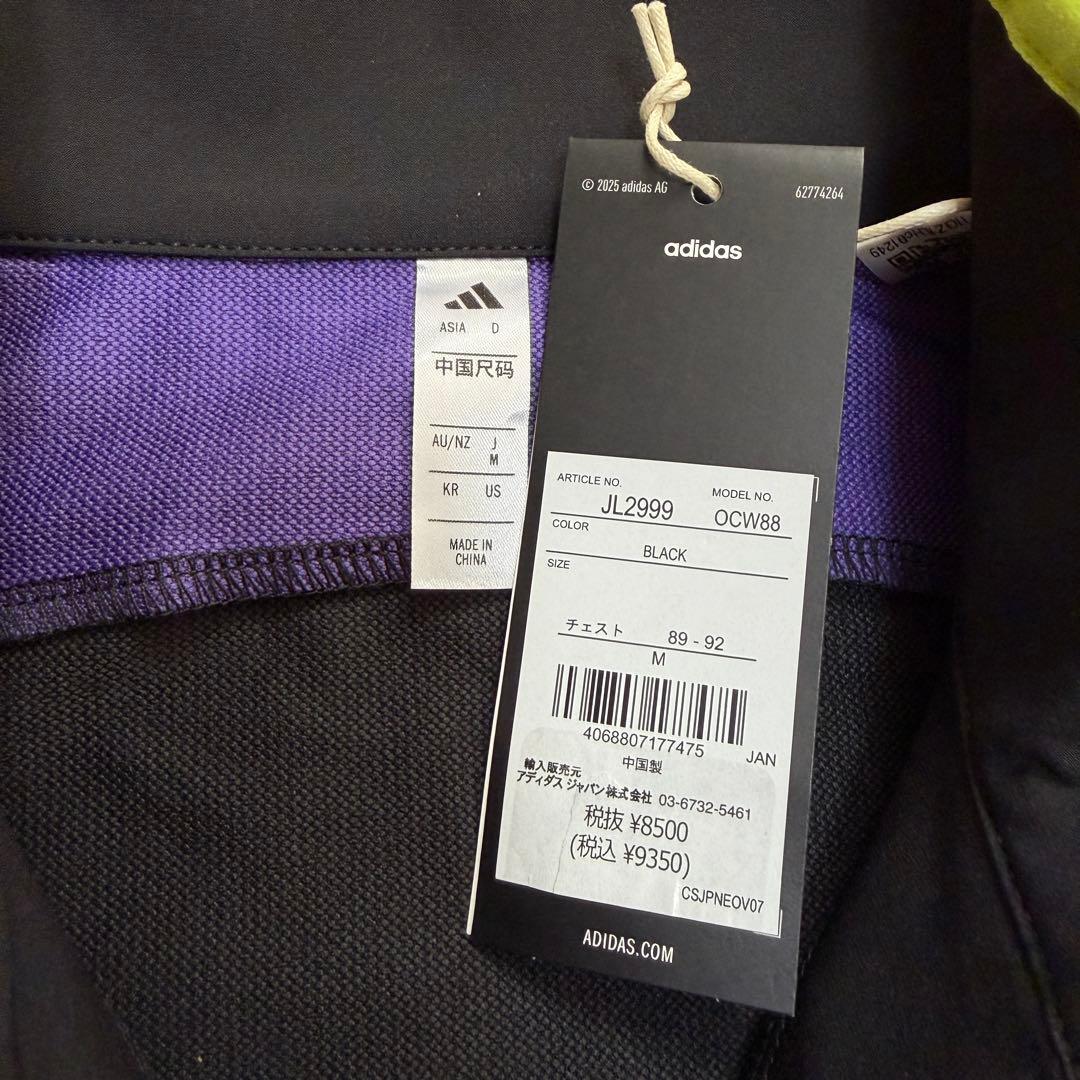 © 2025 adidas AG
62774264
adidas
ASIA D
中国尺码
AU/NZ J
M
KR US
MADE IN
CHINA
ARTICLE NO.
MODEL NO.
JL2999
OCW88
COLOR
BLACK
SIZE
チェスト 89 - 92
M
4068807177475
JAN
中国製
輸入販売元
アディダス ジャパン株式会社 03-6732-5461
税抜 ¥8500
(税込 ¥9350)
CSJPNEOV07
ADIDAS.COM